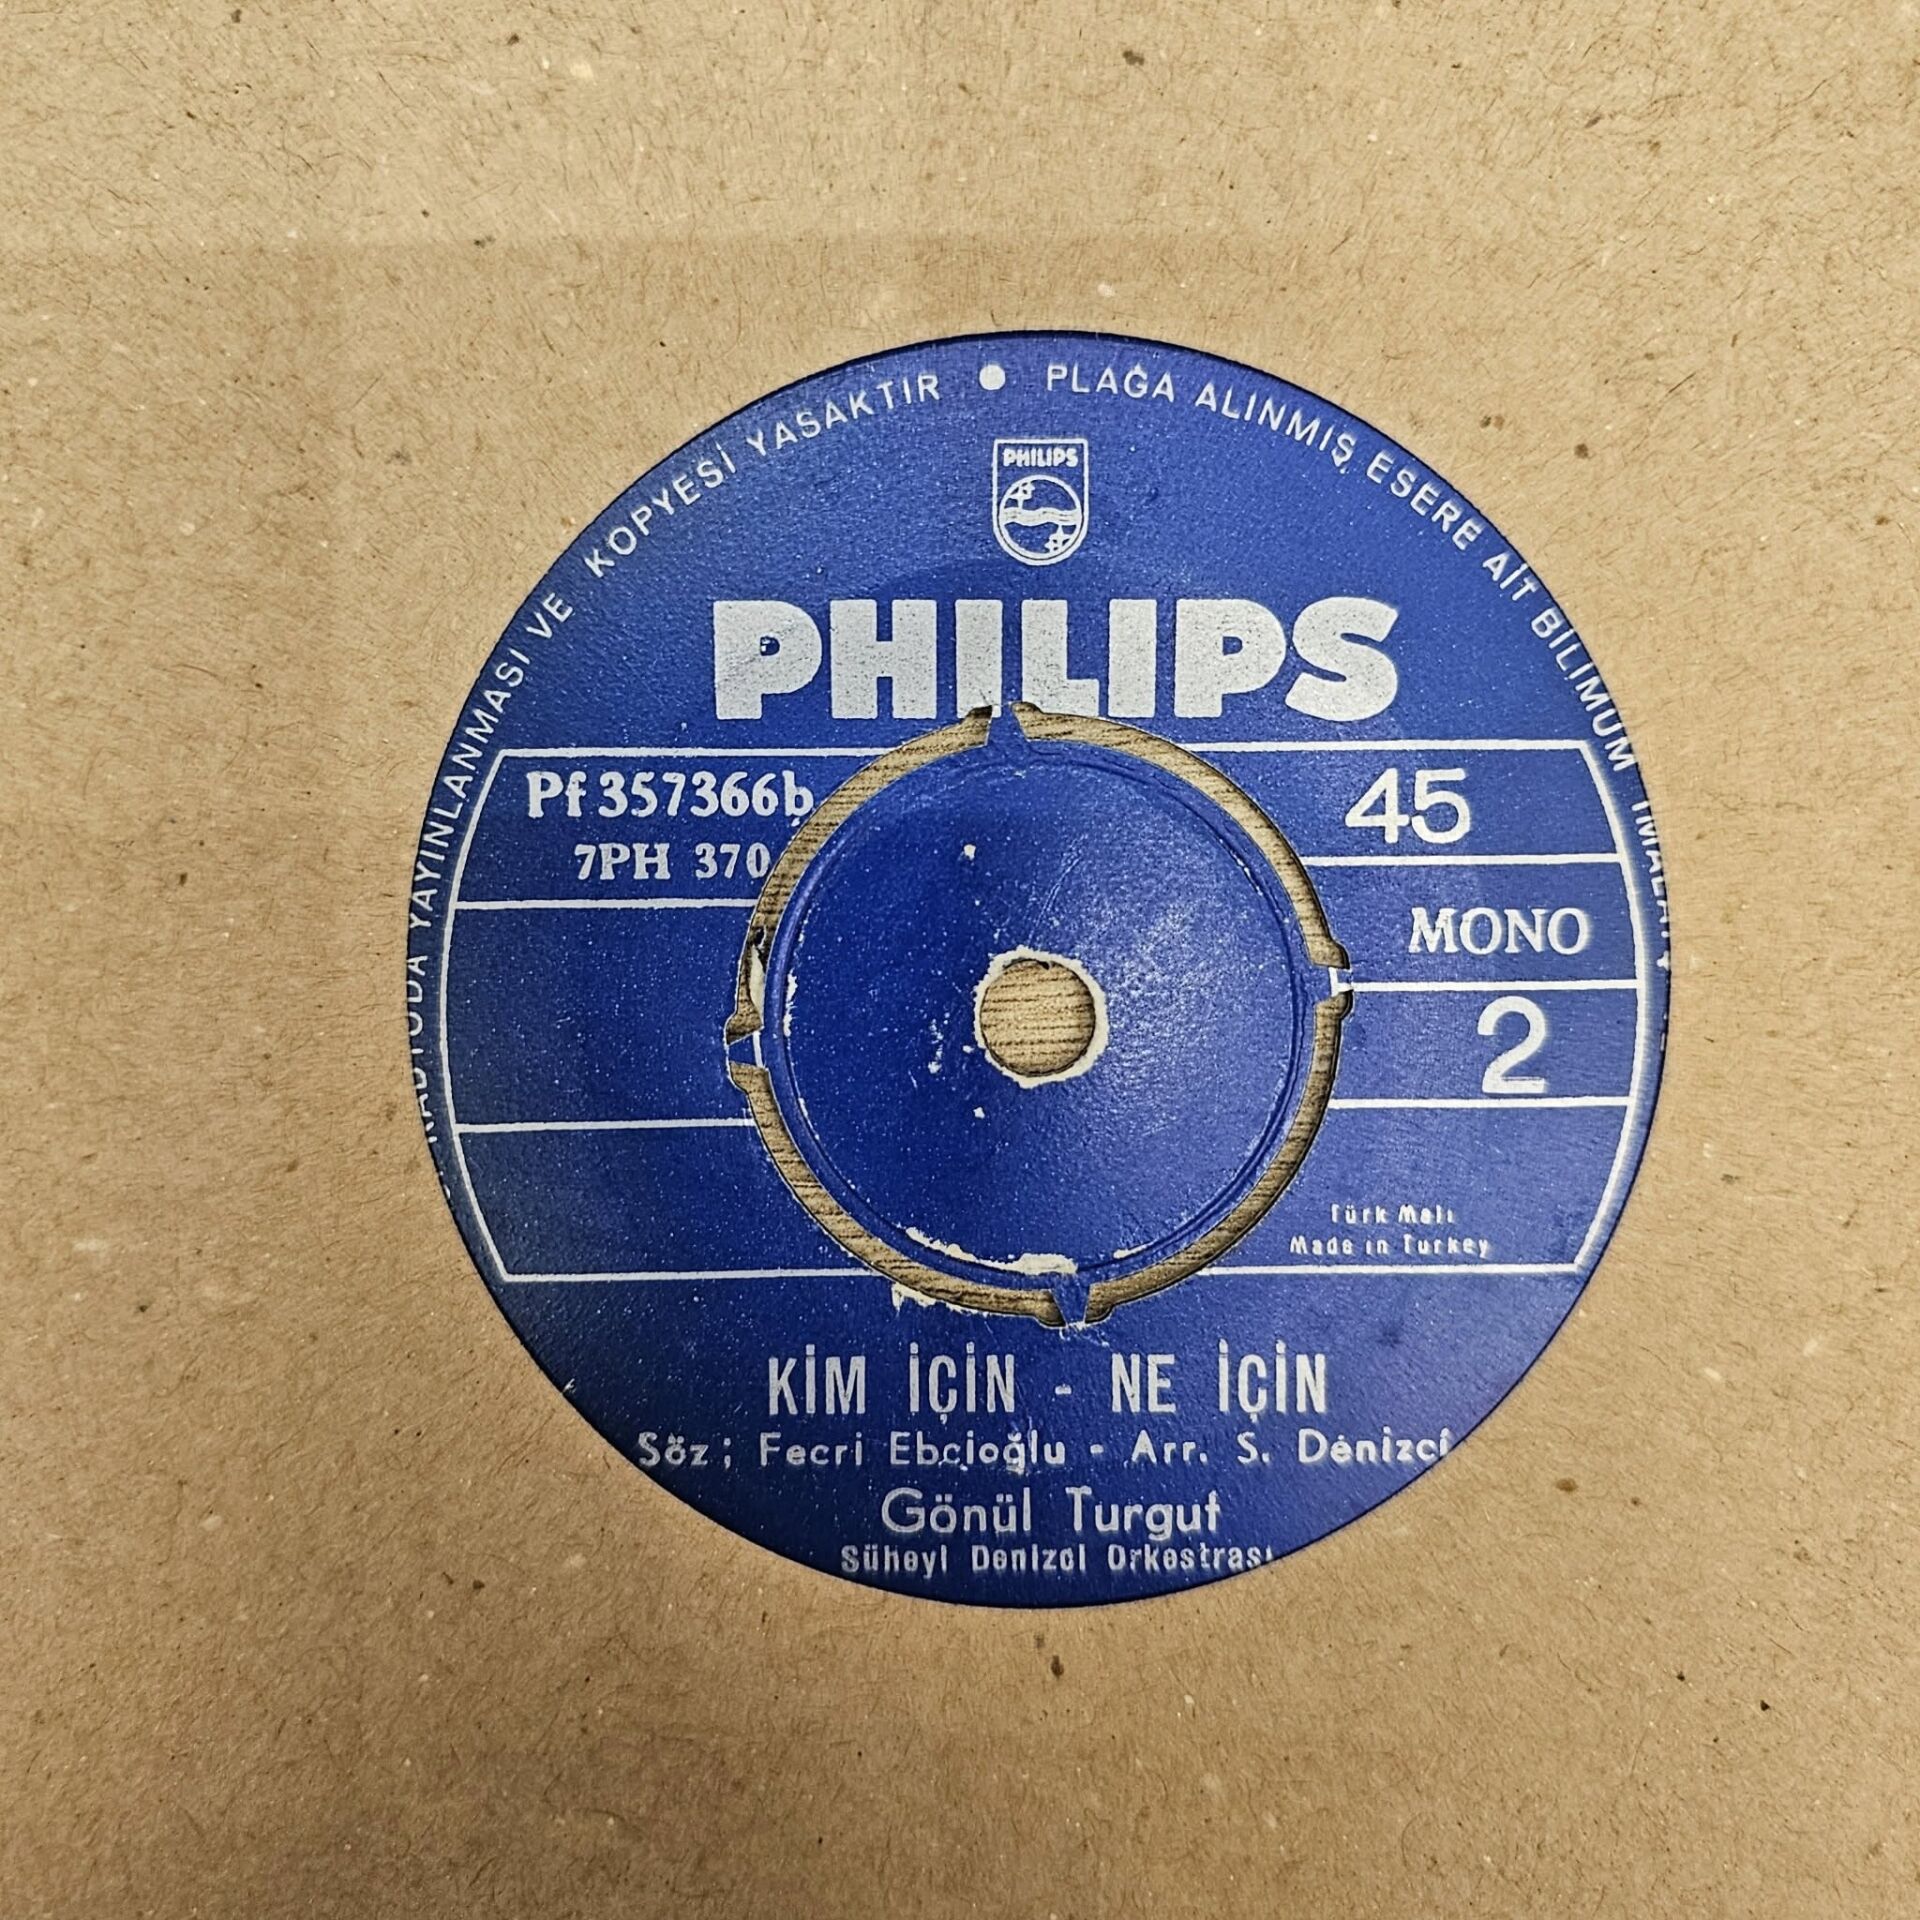 PLAĞA ALINMIŞ ESERE AİT BİLİMUM
RADYODA YAYINLANMASI VE KOPYESİ YASAKTIR
PHILIPS
PHILIPS
Pf 357366b
7PH 370
45
MONO
2
Türk Malı
Made in Turkey
KİM İÇİN - NE İÇİN
Söz; Fecri Ebcioğlu - Arr. S. Denizci
Gönül Turgut
Süheyl Denizci Orkestrası